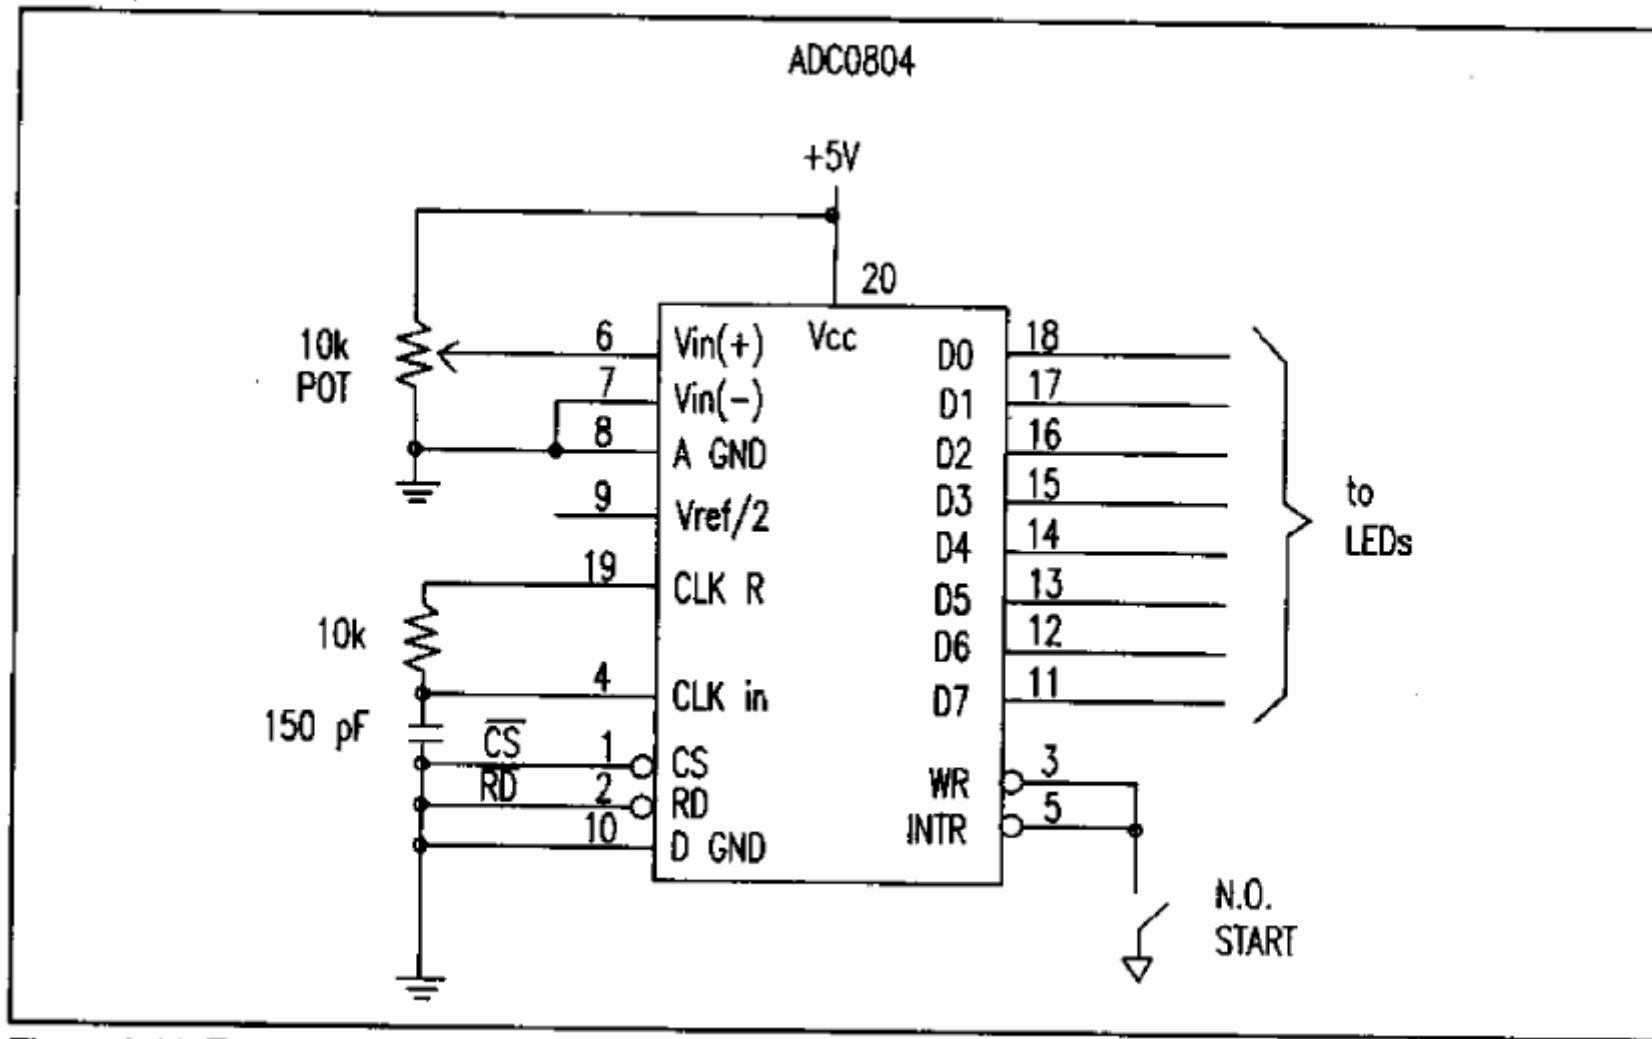 ADC0804
+5V
20
Vcc
10k
POT
6
Vin(+)
7
Vin(-)
8
A GND
9
Vref/2
19
CLK R
10k
4
CLK in
150 pF
CS
1
CS
RD
2
RD
10
D GND
D0
18
D1
17
D2
16
D3
15
D4
14
D5
13
D6
12
D7
11
to
LEDs
WR
3
INTR
5
N.O.
START